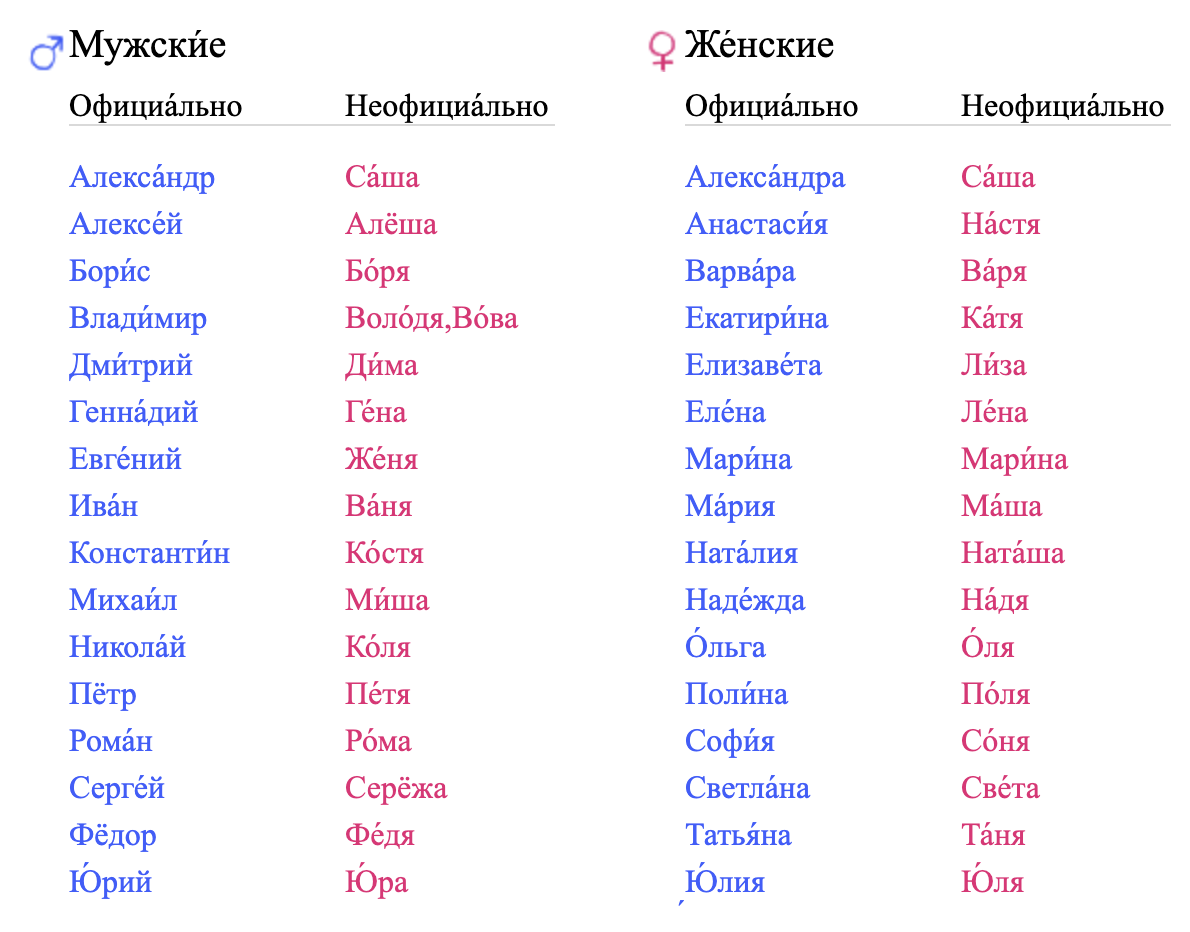 Мужски́е
Официа́льно Неофициа́льно
Алекса́ндр Са́ша
Алексе́й Алёша
Бори́с Бо́ря
Влади́мир Воло́дя,Во́ва
Дми́трий Ди́ма
Генна́дий Ге́на
Евге́ний Же́ня
Ива́н Ва́ня
Константи́н Ко́стя
Михаи́л Ми́ша
Никола́й Ко́ля
Пётр Пе́тя
Рома́н Ро́ма
Серге́й Серёжа
Фёдор Фе́дя
Ю́рий Ю́ра
Же́нские
Официа́льно Неофициа́льно
Алекса́ндра Са́ша
Анастаси́я На́стя
Варва́ра Ва́ря
Екатири́на Ка́тя
Елизаве́та Ли́за
Еле́на Ле́на
Мари́на Мари́на
Ма́рия Ма́ша
Ната́лия Ната́ша
Наде́жда На́дя
О́льга О́ля
Поли́на По́ля
Софи́я Со́ня
Светла́на Све́та
Татья́на Та́ня
Ю́лия Ю́ля